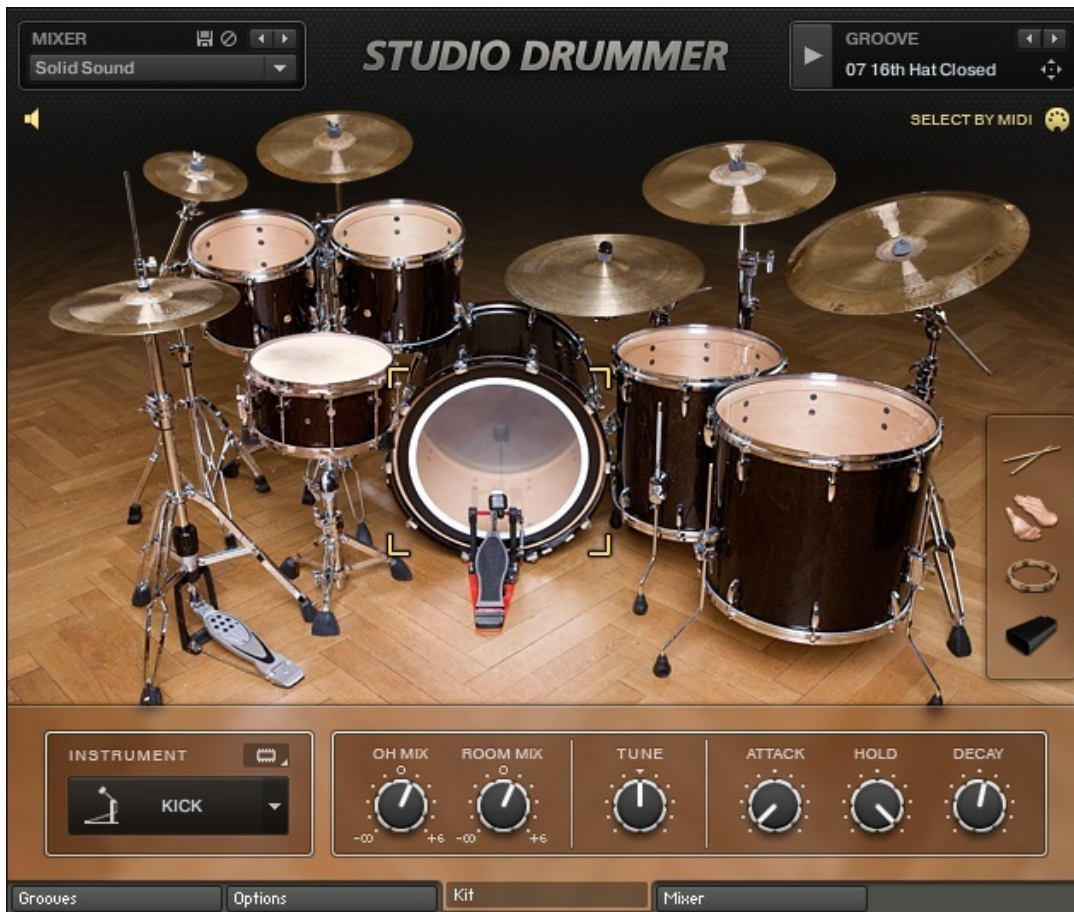 MIXER
Solid Sound
STUDIO DRUMMER
GROOVE
07 16th Hat Closed
SELECT BY MIDI
INSTRUMENT
KICK
OH MIX
ROOM MIX
TUNE
ATTACK
HOLD
DECAY
-∞
+6
-∞
+6
Grooves
Options
Kit
Mixer